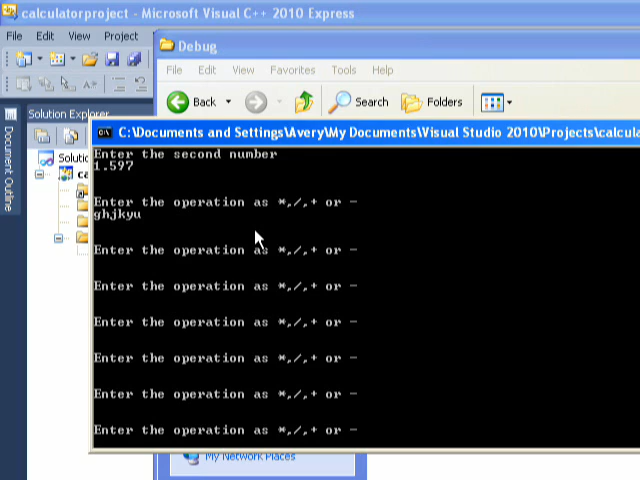 calculatorproject - Microsoft Visual C++ 2010 Express
File Edit View Project
Debug
File Edit View Favorites Tools Help
Back Search Folders
Solution Explorer
Document Outline
C:\Documents and Settings\Avery\My Documents\Visual Studio 2010\Projects\calcula
Enter the second number
1.597
Enter the operation as *,/,+ or -
ghjkyu
Enter the operation as *,/,+ or -
Enter the operation as *,/,+ or -
Enter the operation as *,/,+ or -
Enter the operation as *,/,+ or -
Enter the operation as *,/,+ or -
Enter the operation as *,/,+ or -
Solutic
ca
My Network Places